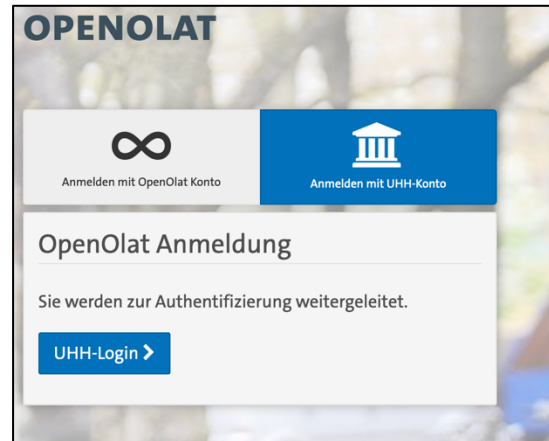 OPENOLAT
Anmelden mit OpenOlat Konto
Anmelden mit UHH-Konto
OpenOlat Anmeldung
Sie werden zur Authentifizierung weitergeleitet.
UHH-Login